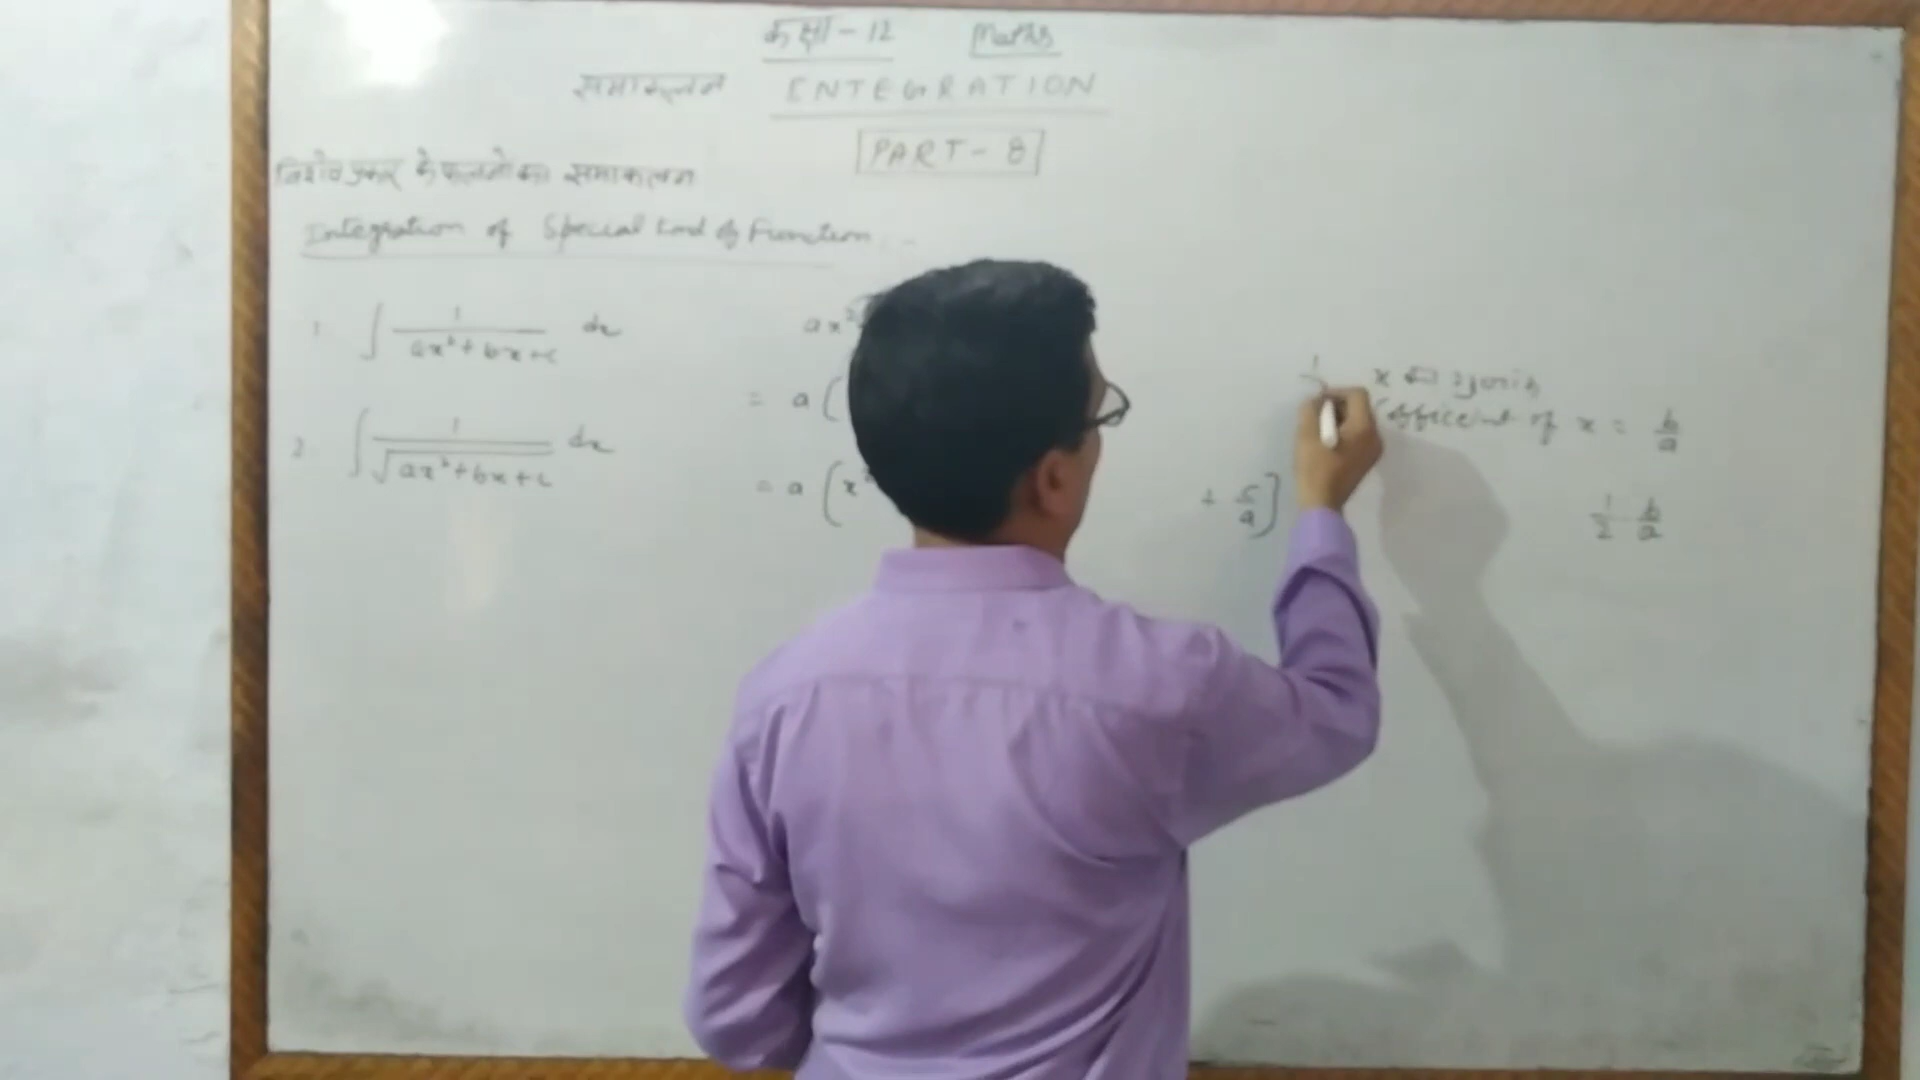 कक्षा - 12 Maths
समाकलन INTEGRATION
PART - 8
विशेष प्रकार के फलनों का समाकलन
Integration of Special kind of Function
1. ∫ 1/(ax²+bx+c) dx
2 ∫ 1/√(ax²+bx+c) dx
ax²
= a (
= a (x²
+ c/a]
x का गुणांक
Coefficeint of x = b/a
1/2 b/a